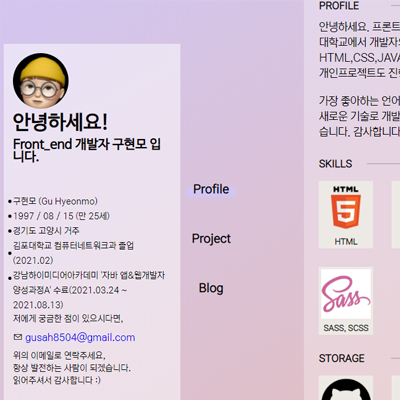 안녕하세요!
Front_end 개발자 구현모 입
니다.
구현모 (Gu Hyeonmo)
1997 / 08 / 15 (만 25세)
경기도 고양시 거주
김포대학교 컴퓨터네트워크과 졸업
(2021.02)
강남하이미디어아카데미 '자바 앱&웹개발자
양성과정A' 수료(2021.03.24 ~
2021.08.13)
저에게 궁금한 점이 있으시다면,
gusah8504@gmail.com
위의 이메일로 연락주세요,
항상 발전하는 사람이 되겠습니다.
읽어주셔서 감사합니다 :)
Profile
Project
Blog
PROFILE
안녕하세요, 프론트
대학교에서 개발자의
HTML,CSS,JAVA
개인프로젝트도 진
가장 좋아하는 언어
새로운 기술로 개발
습니다. 감사합니다
SKILLS
HTML
5
HTML
Sass
SASS, SCSS
STORAGE